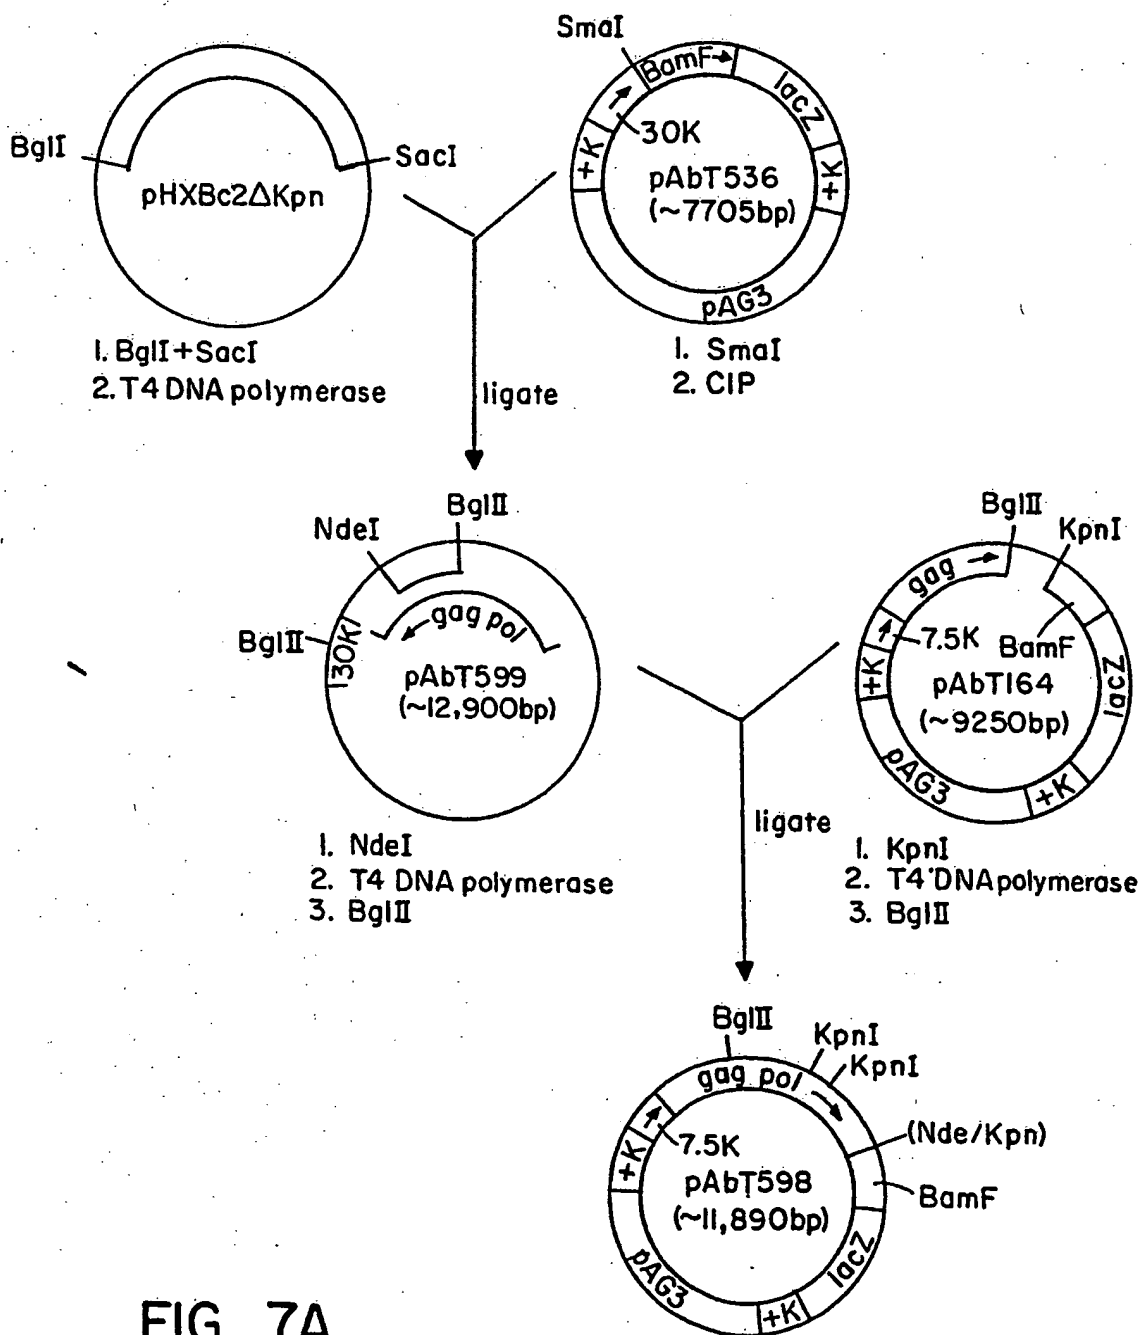 SmaI
BglI
SacI
pHXBc2ΔKpn
BamF
lacZ
+K
30K
+K
pAbT536
(~7705bp)
pAG3
1. BglI+SacI
2. T4 DNA polymerase
1. SmaI
2. CIP
ligate
BglII
NdeI
BglII
30K
gag pol
pAbT599
(~12,900bp)
BglII
KpnI
gag
7.5K
BamF
+K
pAbT164
(~9250bp)
lacZ
pAG3
+K
1. NdeI
2. T4 DNA polymerase
3. BglII
ligate
1. KpnI
2. T4 DNA polymerase
3. BglII
BglII
KpnI
KpnI
gag pol
(Nde/Kpn)
7.5K
+K
pAbT598
(~11,890bp)
BamF
lacZ
pAG3
+K
FIG. 7A